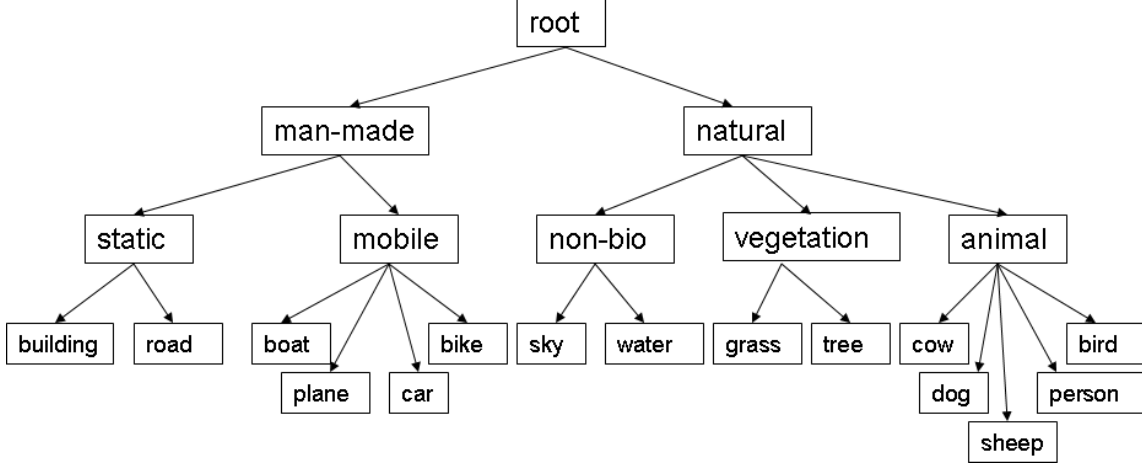 root
man-made
natural
static
mobile
non-bio
vegetation
animal
building
road
boat
bike
sky
water
grass
tree
cow
bird
plane
car
dog
person
sheep